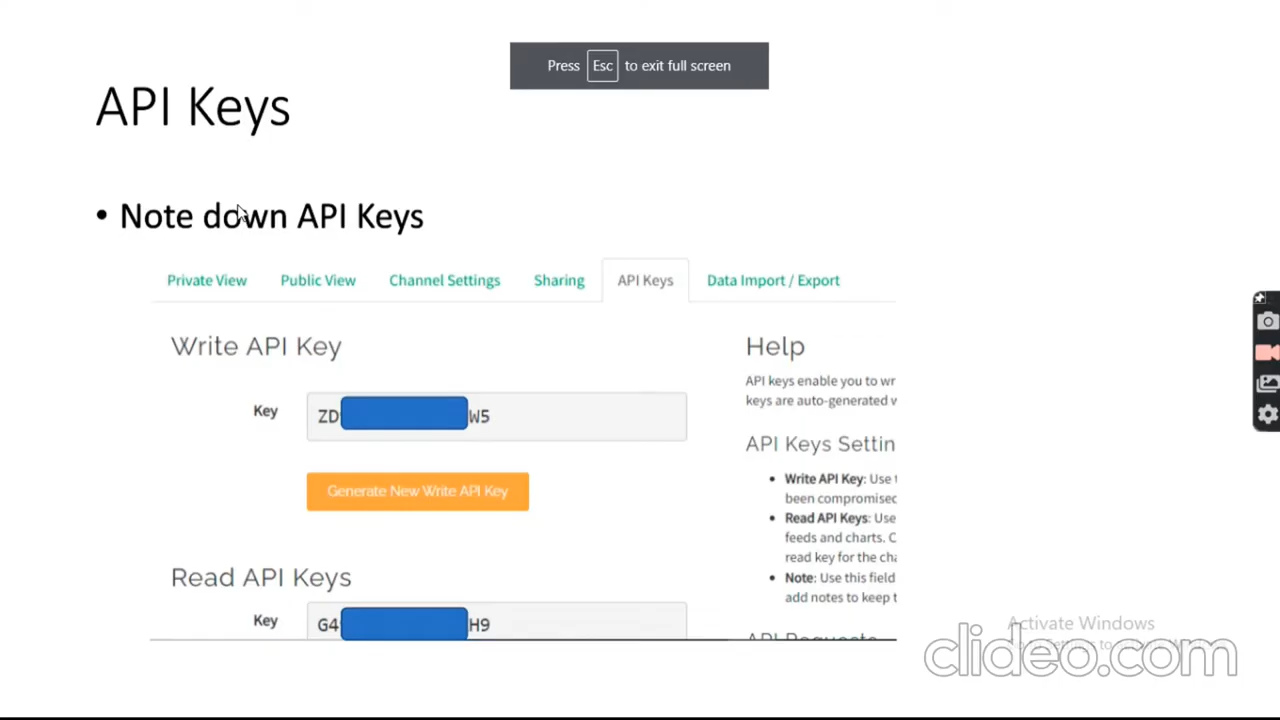 Press Esc to exit full screen
API Keys
• Note down API Keys
Private View Public View Channel Settings Sharing API Keys Data Import / Export
Write API Key
Key ZD W5
Generate New Write API Key
Read API Keys
Key G4 H9
Help
API keys enable you to wr
keys are auto-generated w
API Keys Settin
• Write API Key: Use t
been compromised
• Read API Keys: Use
feeds and charts. C
read key for the cha
• Note: Use this field
add notes to keep t
API Requests
Activate Windows
clideo.com